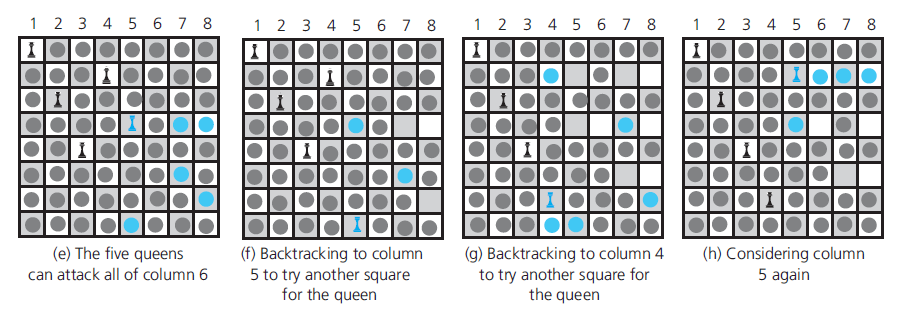 1 2 3 4 5 6 7 8
1 2 3 4 5 6 7 8
1 2 3 4 5 6 7 8
1 2 3 4 5 6 7 8
(e) The five queens
can attack all of column 6
(f) Backtracking to column
5 to try another square
for the queen
(g) Backtracking to column 4
to try another square for
the queen
(h) Considering column
5 again